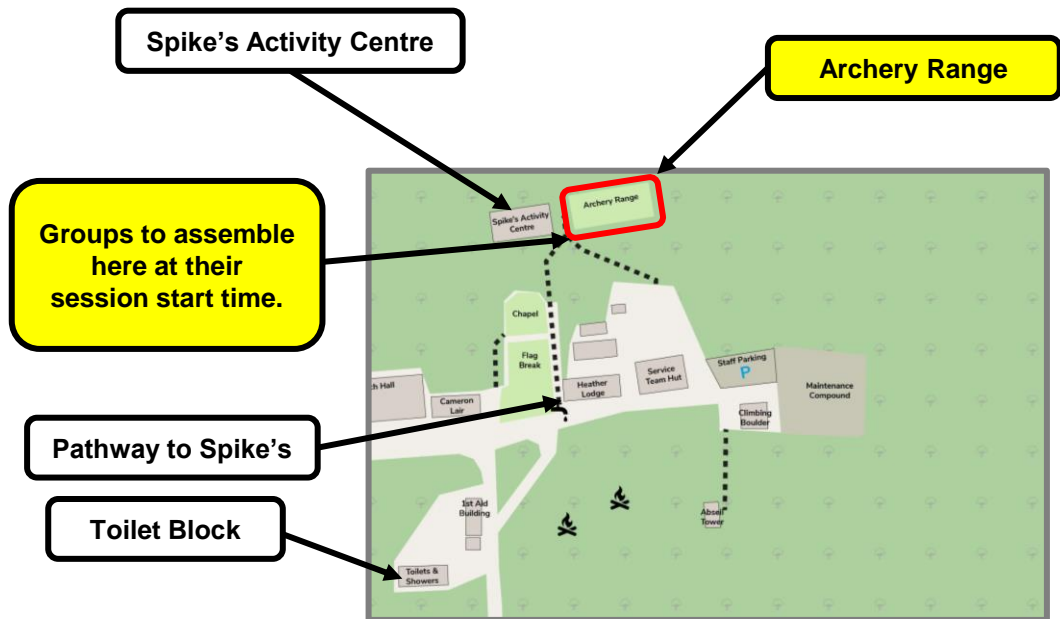 Spike’s Activity Centre
Archery Range
Groups to assemble
here at their
session start time.
Pathway to Spike’s
Toilet Block
Archery Range
Spike's Activity
Centre
Chapel
Flag
Break
ch Hall
Cameron
Lair
Heather
Lodge
Service
Team Hut
Staff Parking
P
Maintenance
Compound
Climbing
Boulder
1st Aid
Building
Abseil
Tower
Toilets &
Showers